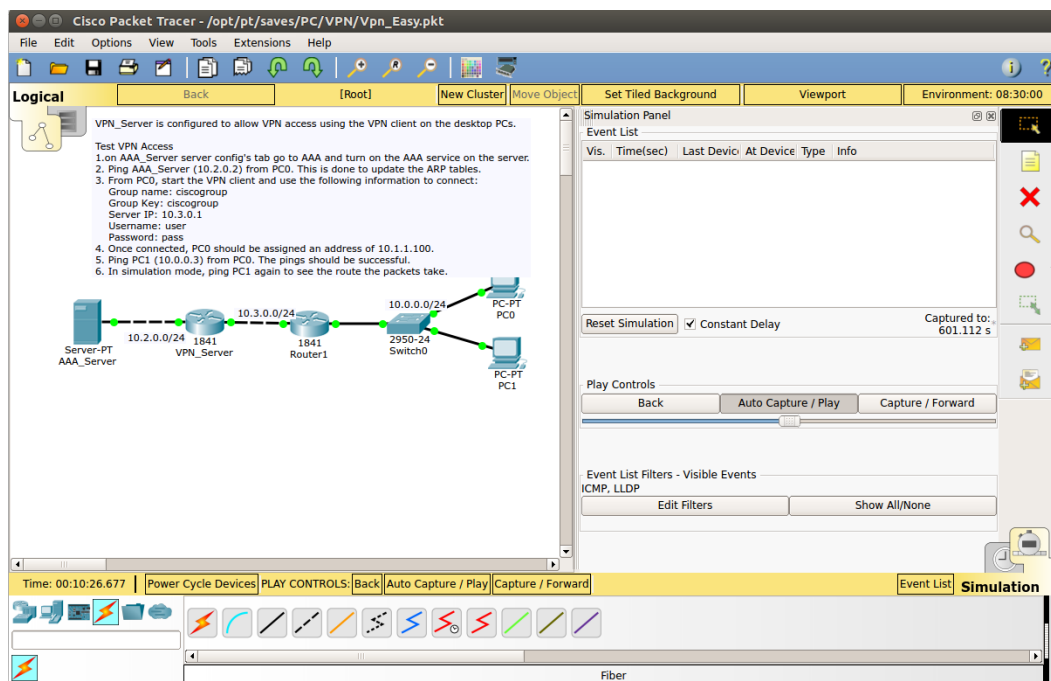 Cisco Packet Tracer - /opt/pt/saves/PC/VPN/Vpn_Easy.pkt
File Edit Options View Tools Extensions Help
Logical
Back
[Root]
New Cluster
Move Object
Set Tiled Background
Viewport
Environment: 08:30:00
VPN_Server is configured to allow VPN access using the VPN client on the desktop PCs.
Test VPN Access
1.on AAA_Server server config's tab go to AAA and turn on the AAA service on the server.
2. Ping AAA_Server (10.2.0.2) from PC0. This is done to update the ARP tables.
3. From PC0, start the VPN client and use the following information to connect:
Group name: ciscogroup
Group Key: ciscogroup
Server IP: 10.3.0.1
Username: user
Password: pass
4. Once connected, PC0 should be assigned an address of 10.1.1.100.
5. Ping PC1 (10.0.0.3) from PC0. The pings should be successful.
6. In simulation mode, ping PC1 again to see the route the packets take.
Server-PT
AAA_Server
10.2.0.0/24
1841
VPN_Server
10.3.0.0/24
1841
Router1
10.0.0.0/24
2950-24
Switch0
PC-PT
PC0
PC-PT
PC1
Simulation Panel
Event List
Vis. Time(sec) Last Devic At Device Type Info
Reset Simulation
Constant Delay
Captured to:
601.112 s
Play Controls
Back
Auto Capture / Play
Capture / Forward
Event List Filters - Visible Events
ICMP, LLDP
Edit Filters
Show All/None
Time: 00:10:26.677
Power Cycle Devices
PLAY CONTROLS:
Back
Auto Capture / Play
Capture / Forward
Event List
Simulation
Fiber